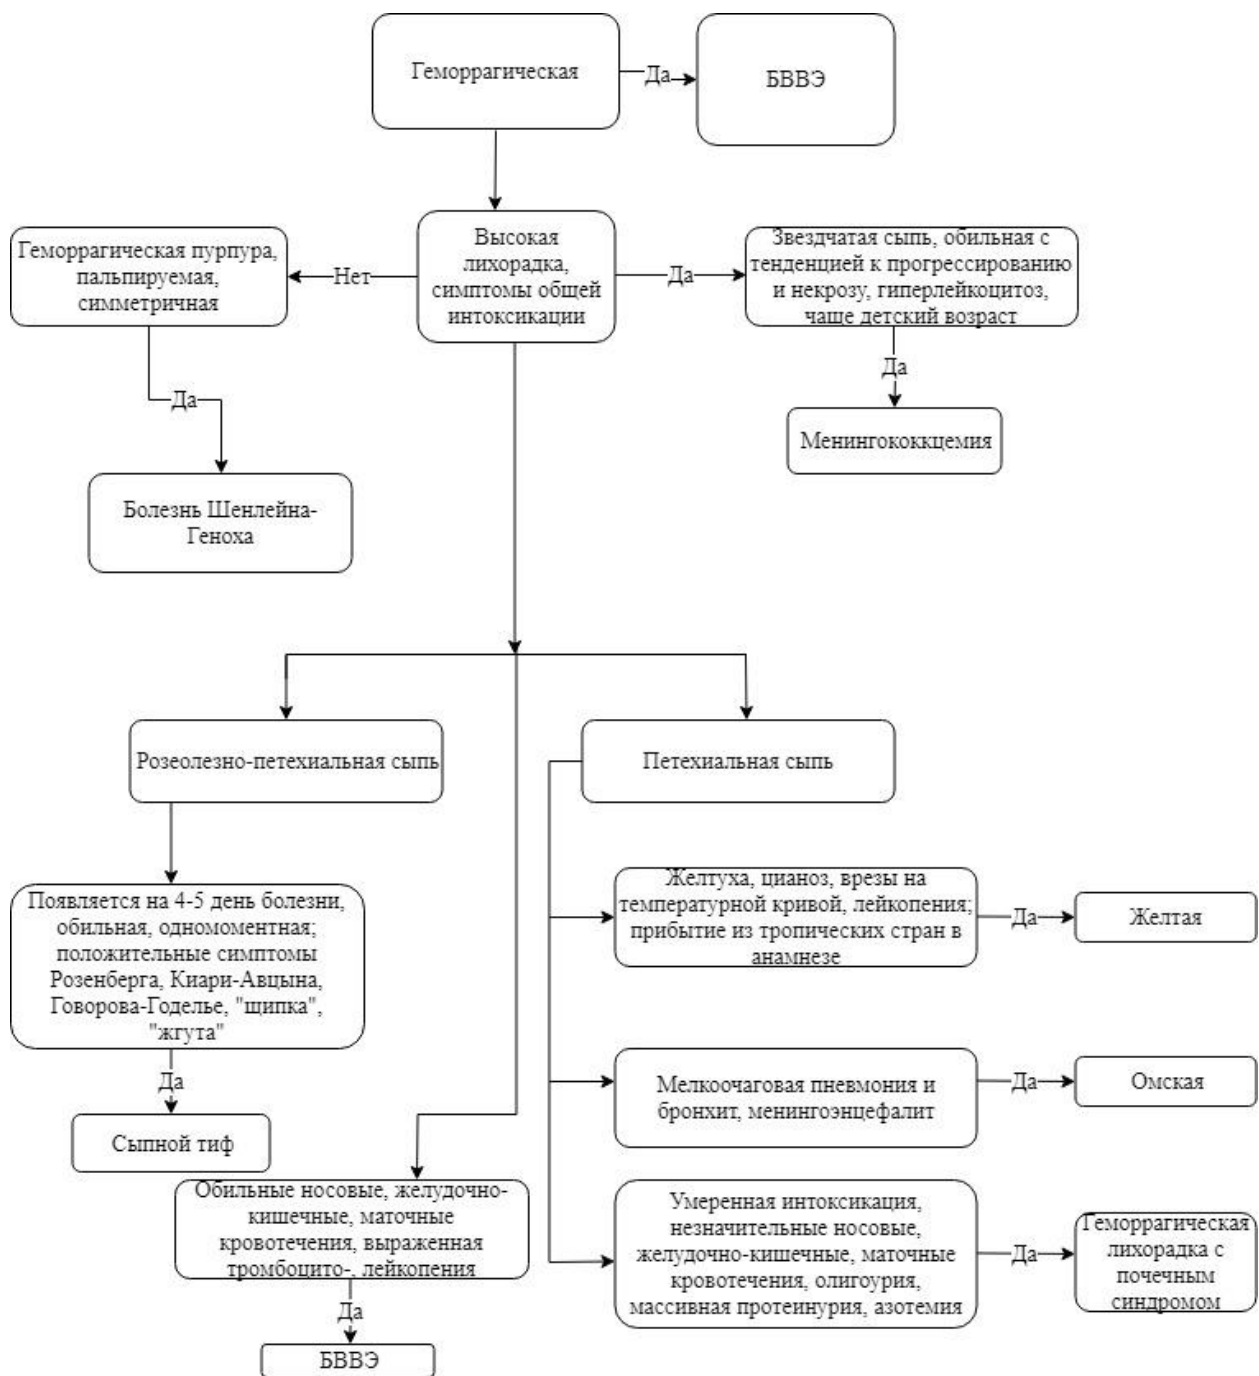 Геморрагическая
Да
БВВЭ
Геморрагическая пурпура,
пальпируемая,
симметричная
Нет
Высокая
лихорадка,
симптомы общей
интоксикации
Да
Звездчатая сыпь, обильная с
тенденцией к прогрессированию
и некрозу, гиперлейкоцитоз,
чаще детский возраст
Да
Да
Менингококкцемия
Болезнь Шенлейна-
Геноха
Розеолезно-петехиальная сыпь
Петехиальная сыпь
Появляется на 4-5 день болезни,
обильная, одномоментная;
положительные симптомы
Розенберга, Киари-Авцына,
Говорова-Годелье, "щипка",
"жгута"
Да
Сыпной тиф
Обильные носовые, желудочно-
кишечные, маточные
кровотечения, выраженная
тромбоцито-, лейкопения
Да
БВВЭ
Желтуха, цианоз, врезы на
температурной кривой, лейкопения;
прибытие из тропических стран в
анамнезе
Да
Желтая
Мелкоочаговая пневмония и
бронхит, менингоэнцефалит
Да
Омская
Умеренная интоксикация,
незначительные носовые,
желудочно-кишечные, маточные
кровотечения, олигоурия,
массивная протеинурия, азотемия
Да
Геморрагическая
лихорадка с
почечным
синдромом